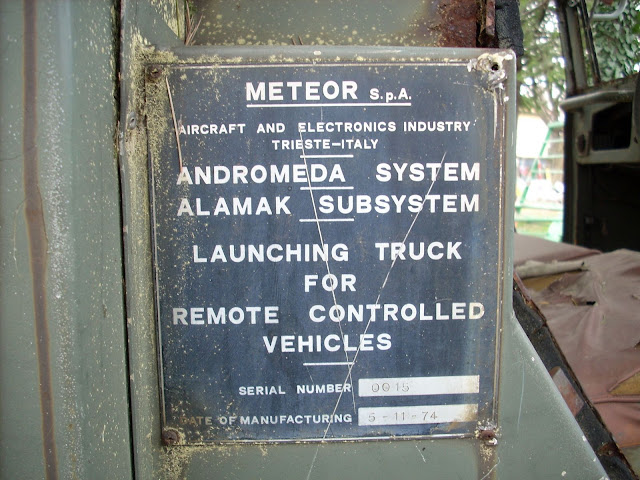 METEOR S.p.A.
AIRCRAFT AND ELECTRONICS INDUSTRY
TRIESTE-ITALY
ANDROMEDA SYSTEM
ALAMAK SUBSYSTEM
LAUNCHING TRUCK
FOR
REMOTE CONTROLLED
VEHICLES
SERIAL NUMBER 0015
DATE OF MANUFACTURING 5-11-74